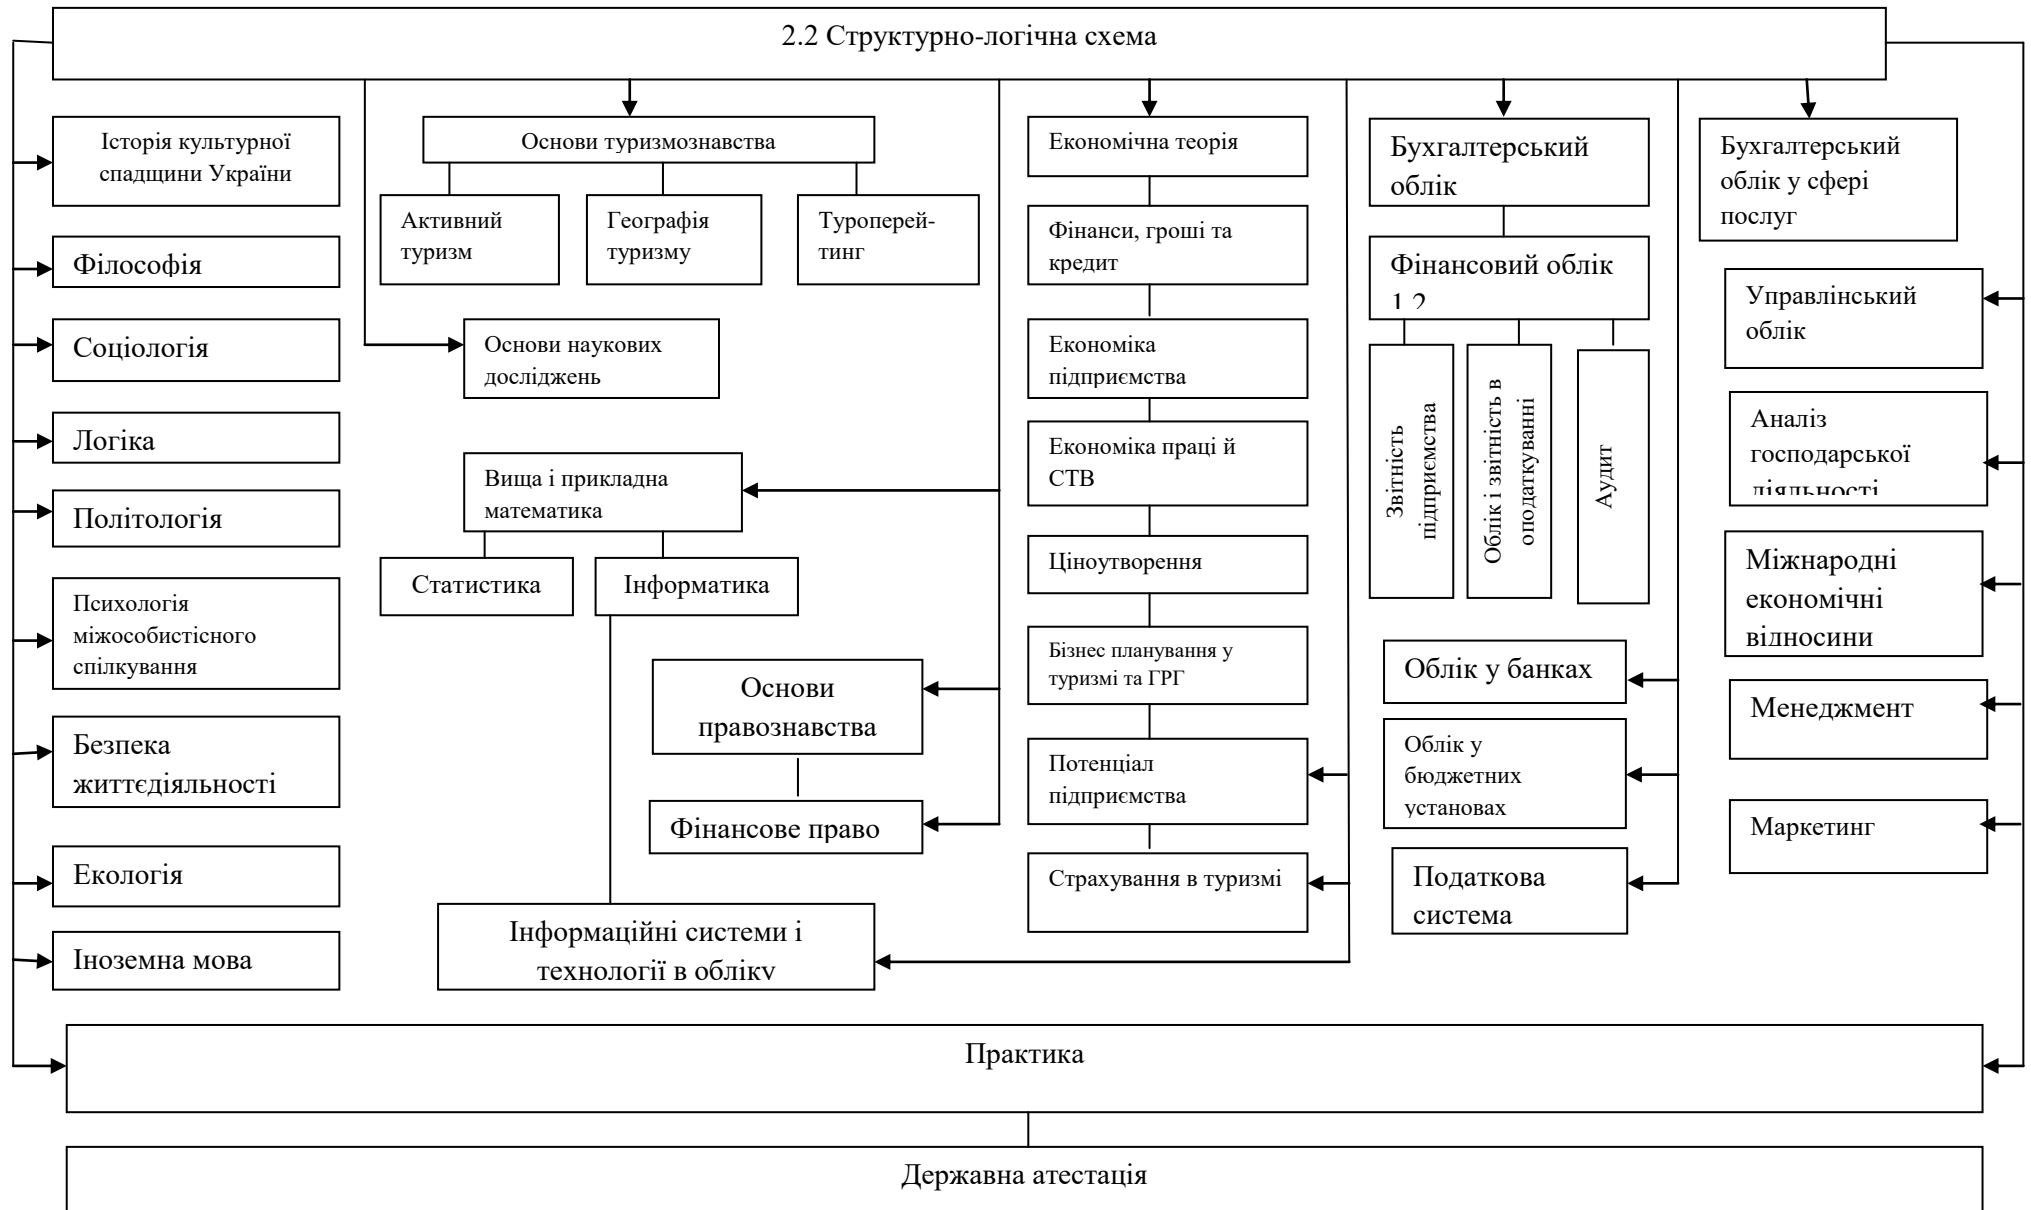 2.2 Структурно-логічна схема
Історія культурної
спадщини України
Філософія
Соціологія
Логіка
Політологія
Психологія
міжособистісного
спілкування
Безпека
життєдіяльності
Екологія
Іноземна мова
Основи туризмознавства
Активний
туризм
Географія
туризму
Туроперей-
тинг
Основи наукових
досліджень
Вища і прикладна
математика
Статистика
Інформатика
Основи
правознавства
Фінансове право
Інформаційні системи і
технології в обліку
Економічна теорія
Фінанси, гроші та
кредит
Економіка
підприємства
Економіка праці й
СТВ
Ціноутворення
Бізнес планування у
туризмі та ГРГ
Потенціал
підприємства
Страхування в туризмі
Бухгалтерський
облік
Фінансовий облік
1,2
Звітність
підприємства
Облік і звітність в
оподаткуванні
Аудит
Облік у банках
Облік у
бюджетних
установах
Податкова
система
Бухгалтерський
облік у сфері
послуг
Управлінський
облік
Аналіз
господарської
діяльності
Міжнародні
економічні
відносини
Менеджмент
Маркетинг
Практика
Державна атестація